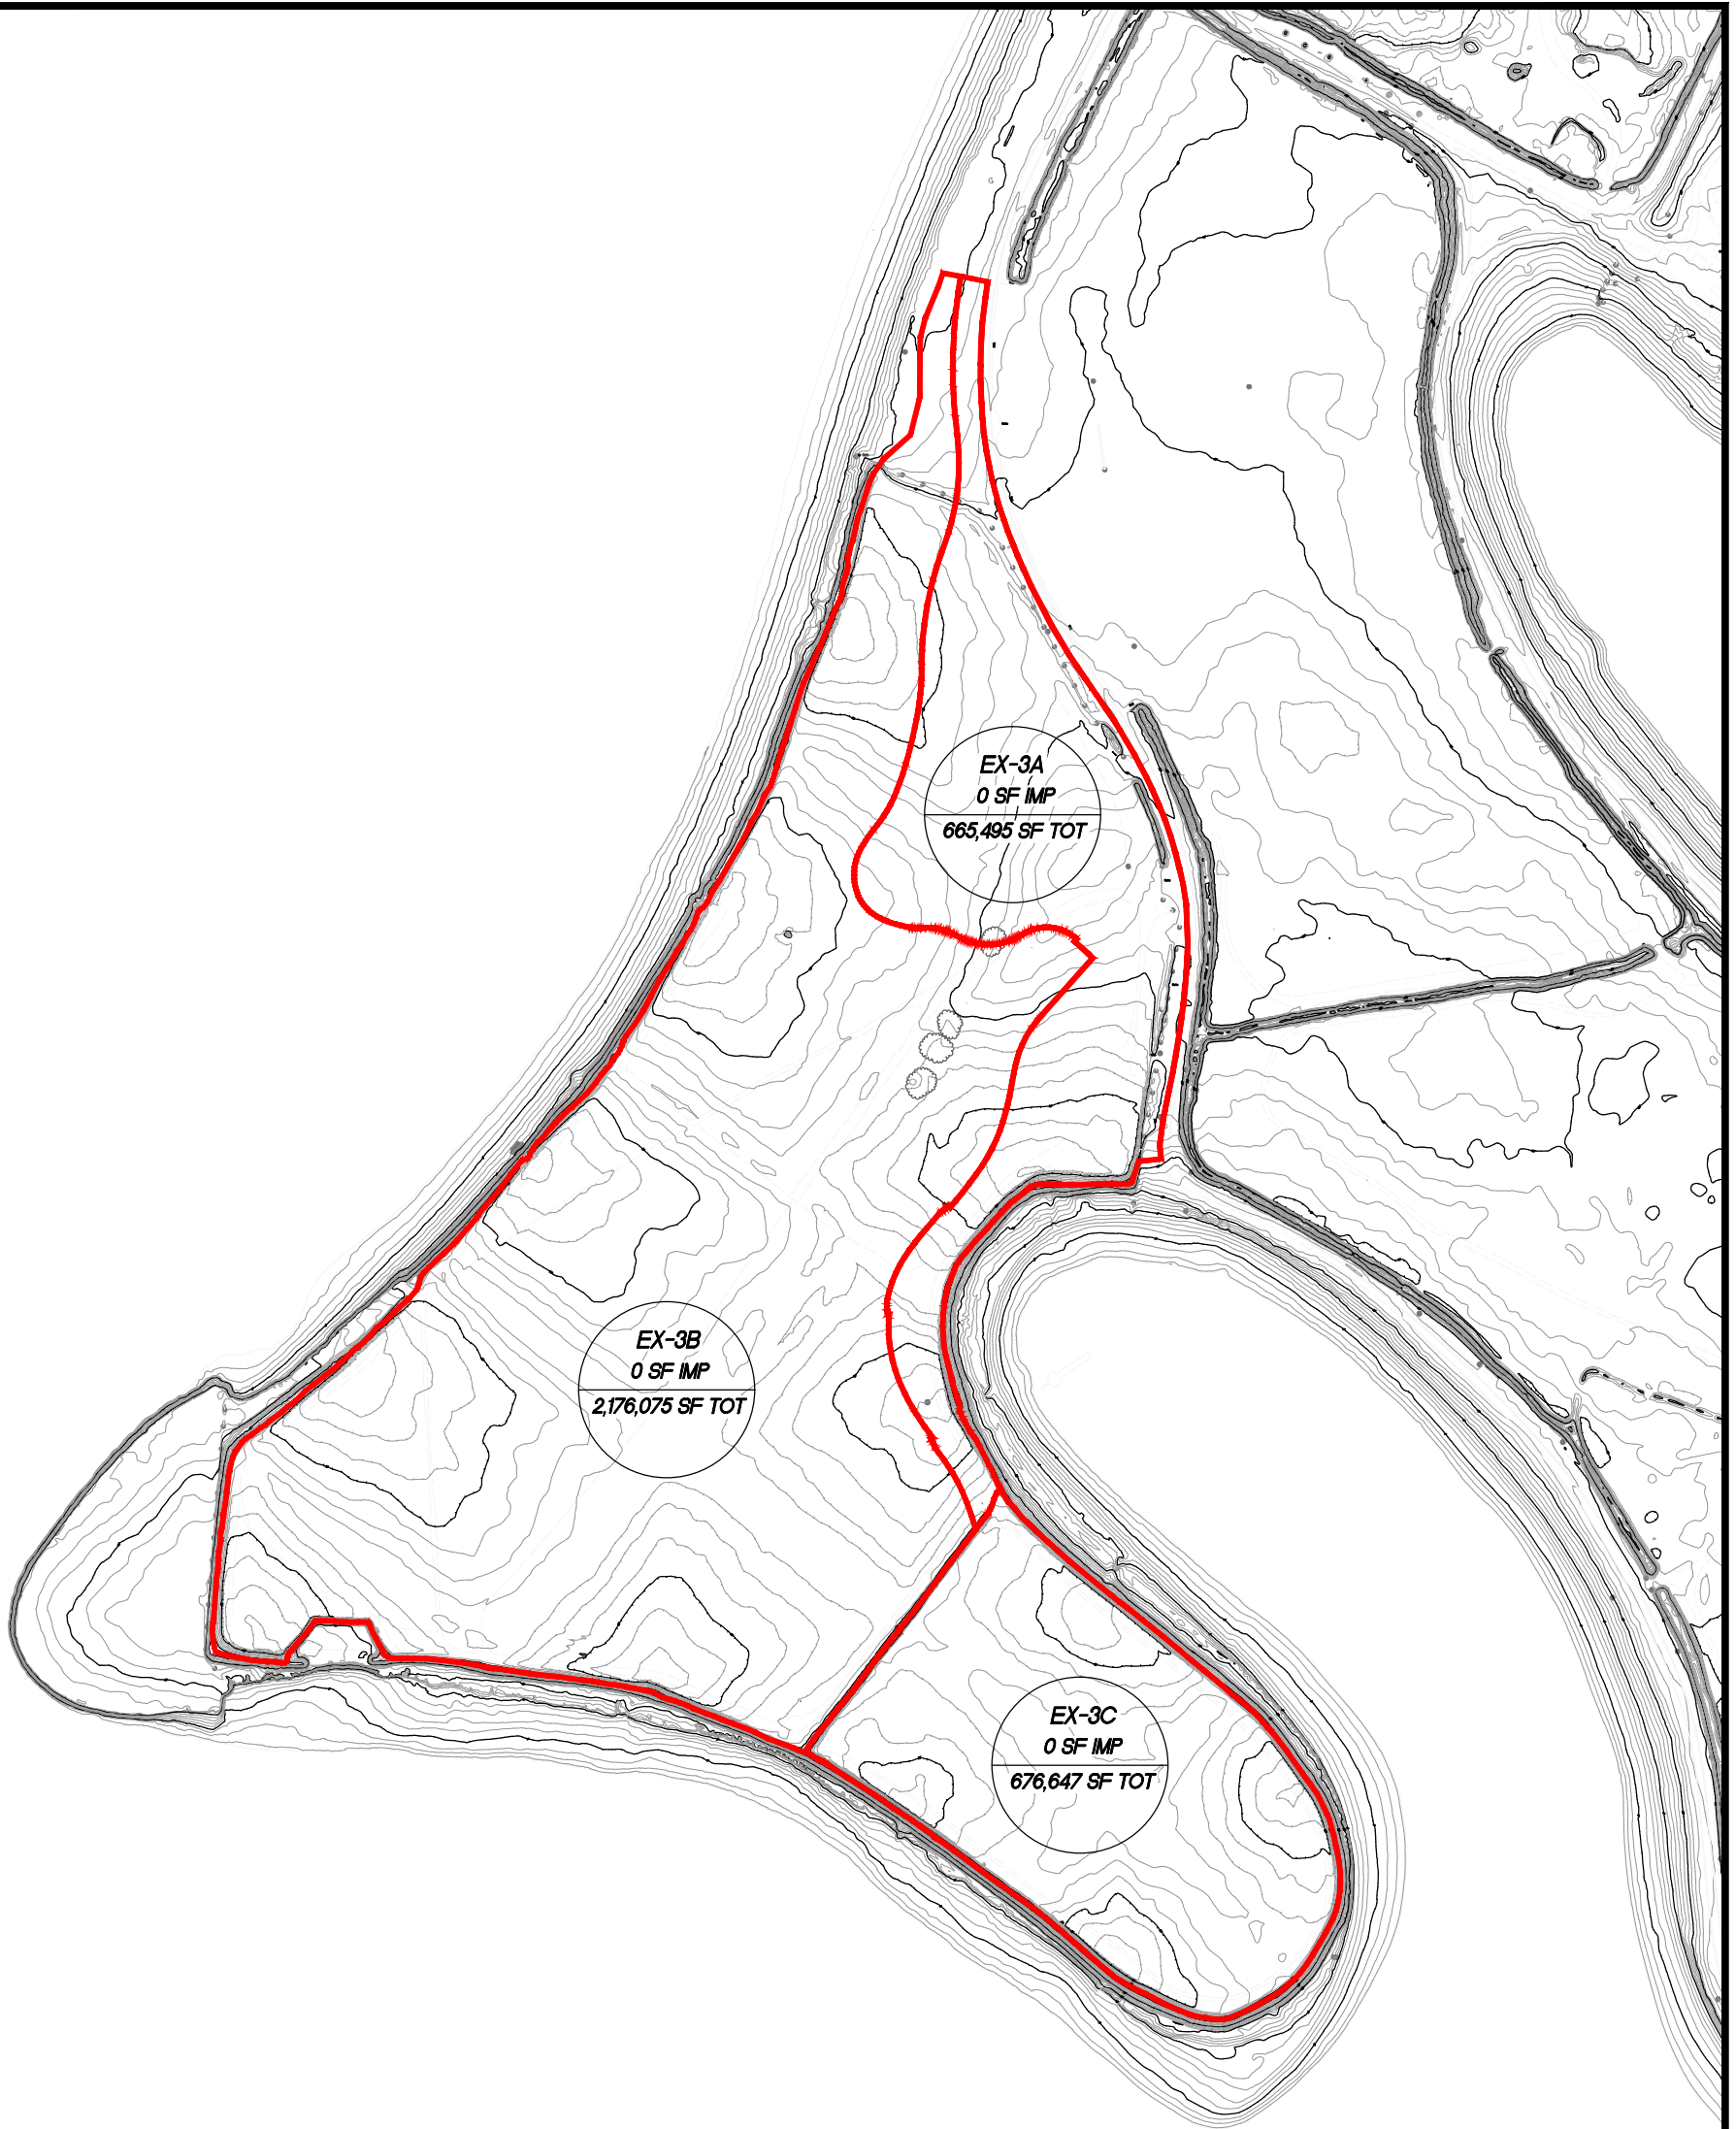 EX-3A
0 SF IMP
665,495 SF TOT
EX-3B
0 SF IMP
2,176,075 SF TOT
EX-3C
0 SF IMP
676,647 SF TOT